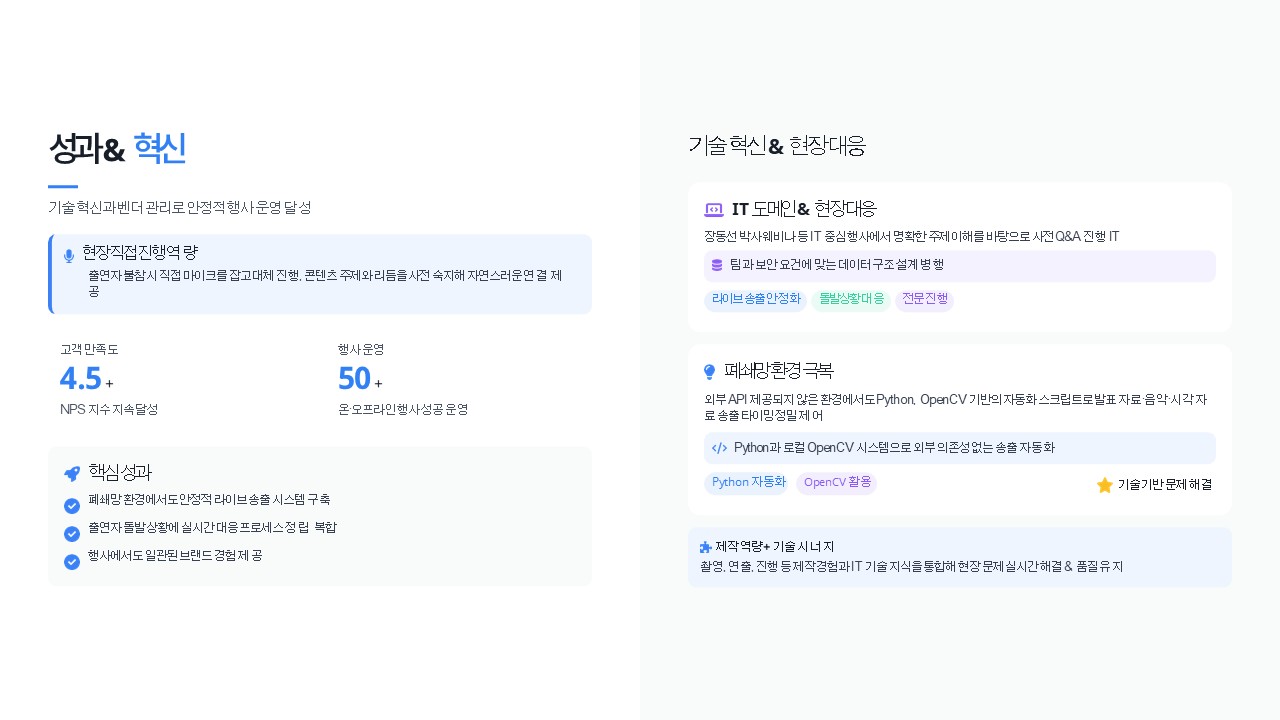 성과 & 혁신
기술 혁신과 벤더 관리로 안정적 행사 운영 달성
현장 직접 진행 역량
출연자 불참 시 직접 마이크를 잡고 대체 진행, 콘텐츠 주제와 리듬을 사전 숙지해 자연스러운 연결 제
공
고객 만족도
4.5 +
NPS 지수 지속 달성
행사 운영
50 +
온·오프라인 행사 성공 운영
핵심 성과
폐쇄망 환경에서도 안정적 라이브 송출 시스템 구축
출연자 돌발상황에 실시간 대응 프로세스 정립 복합
행사에서도 일관된 브랜드 경험 제공
기술 혁신 & 현장 대응
IT 도메인 & 현장 대응
장동선 박사 웨비나 등 IT 중심 행사에서 명확한 주제 이해를 바탕으로 사전 Q&A 진행 IT
팀과 보안 요건에 맞는 데이터 구조 설계 병행
라이브 송출 안정화 돌발상황 대응 전문 진행
폐쇄망 환경 극복
외부 API 제공되지 않은 환경에서도 Python, OpenCV 기반의 자동화 스크립트로 발표 자료·음악·시각 자
료 송출 타이밍 정밀 제어
Python과 로컬 OpenCV 시스템으로 외부 의존성 없는 송출 자동화
Python 자동화 OpenCV 활용 기술 기반 문제 해결
제작 역량 + 기술 시너지
촬영, 연출, 진행 등 제작 경험과 IT 기술 지식을 통합해 현장 문제 실시간 해결 & 품질 유지